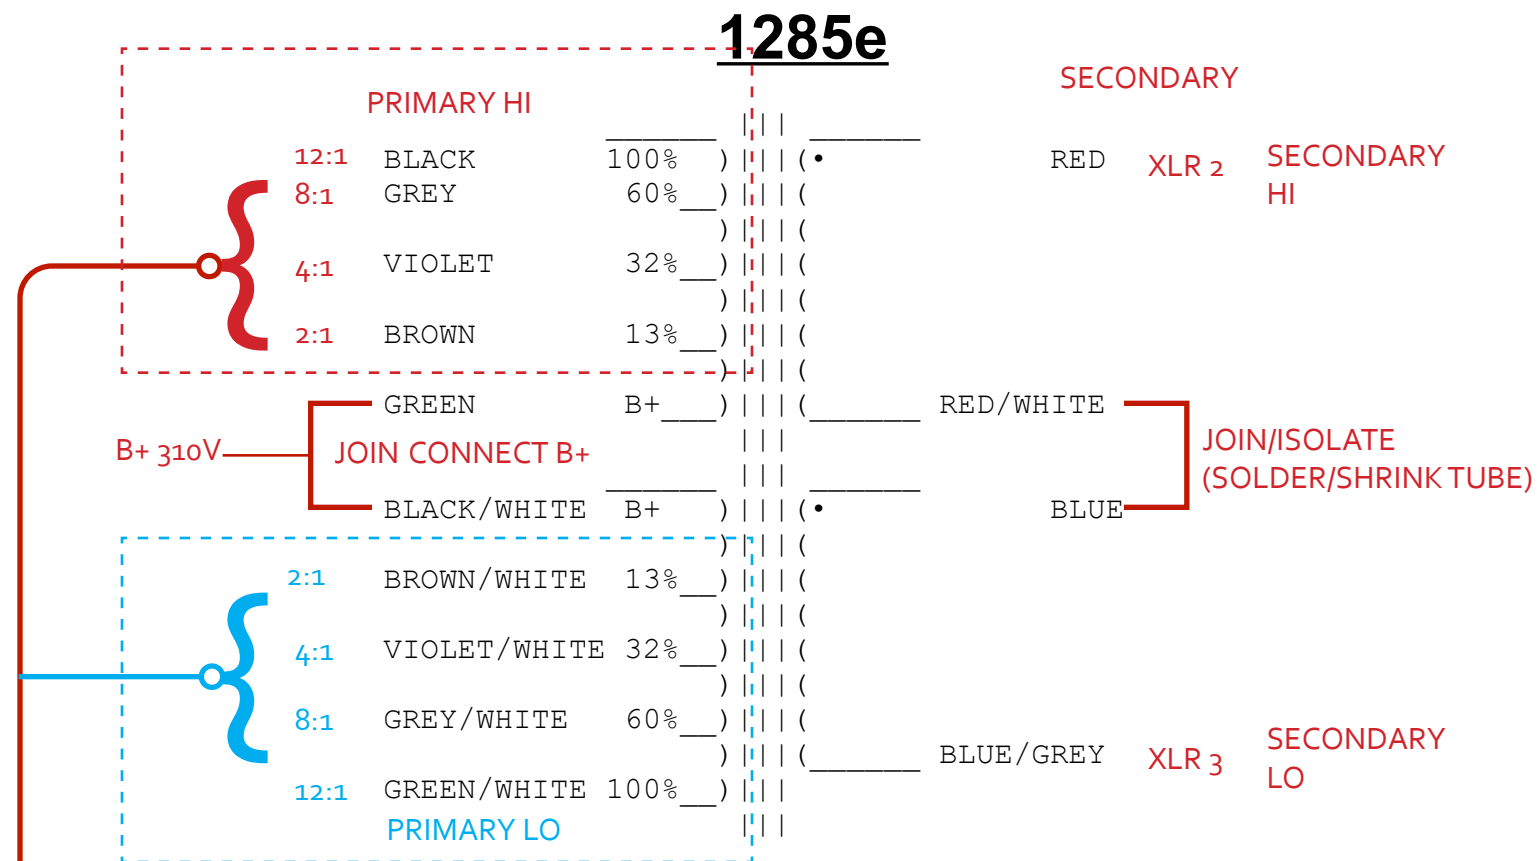 1285e
SECONDARY
PRIMARY HI
12:1 BLACK 100% RED XLR 2 SECONDARY
8:1 GREY 60% HI
4:1 VIOLET 32%
2:1 BROWN 13%
GREEN B+ RED/WHITE
B+ 310V JOIN CONNECT B+ JOIN/ISOLATE
(SOLDER/SHRINK TUBE)
BLACK/WHITE B+ BLUE
2:1 BROWN/WHITE 13%
4:1 VIOLET/WHITE 32%
8:1 GREY/WHITE 60%
BLUE/GREY XLR 3 SECONDARY
LO
12:1 GREEN/WHITE 100%
PRIMARY LO